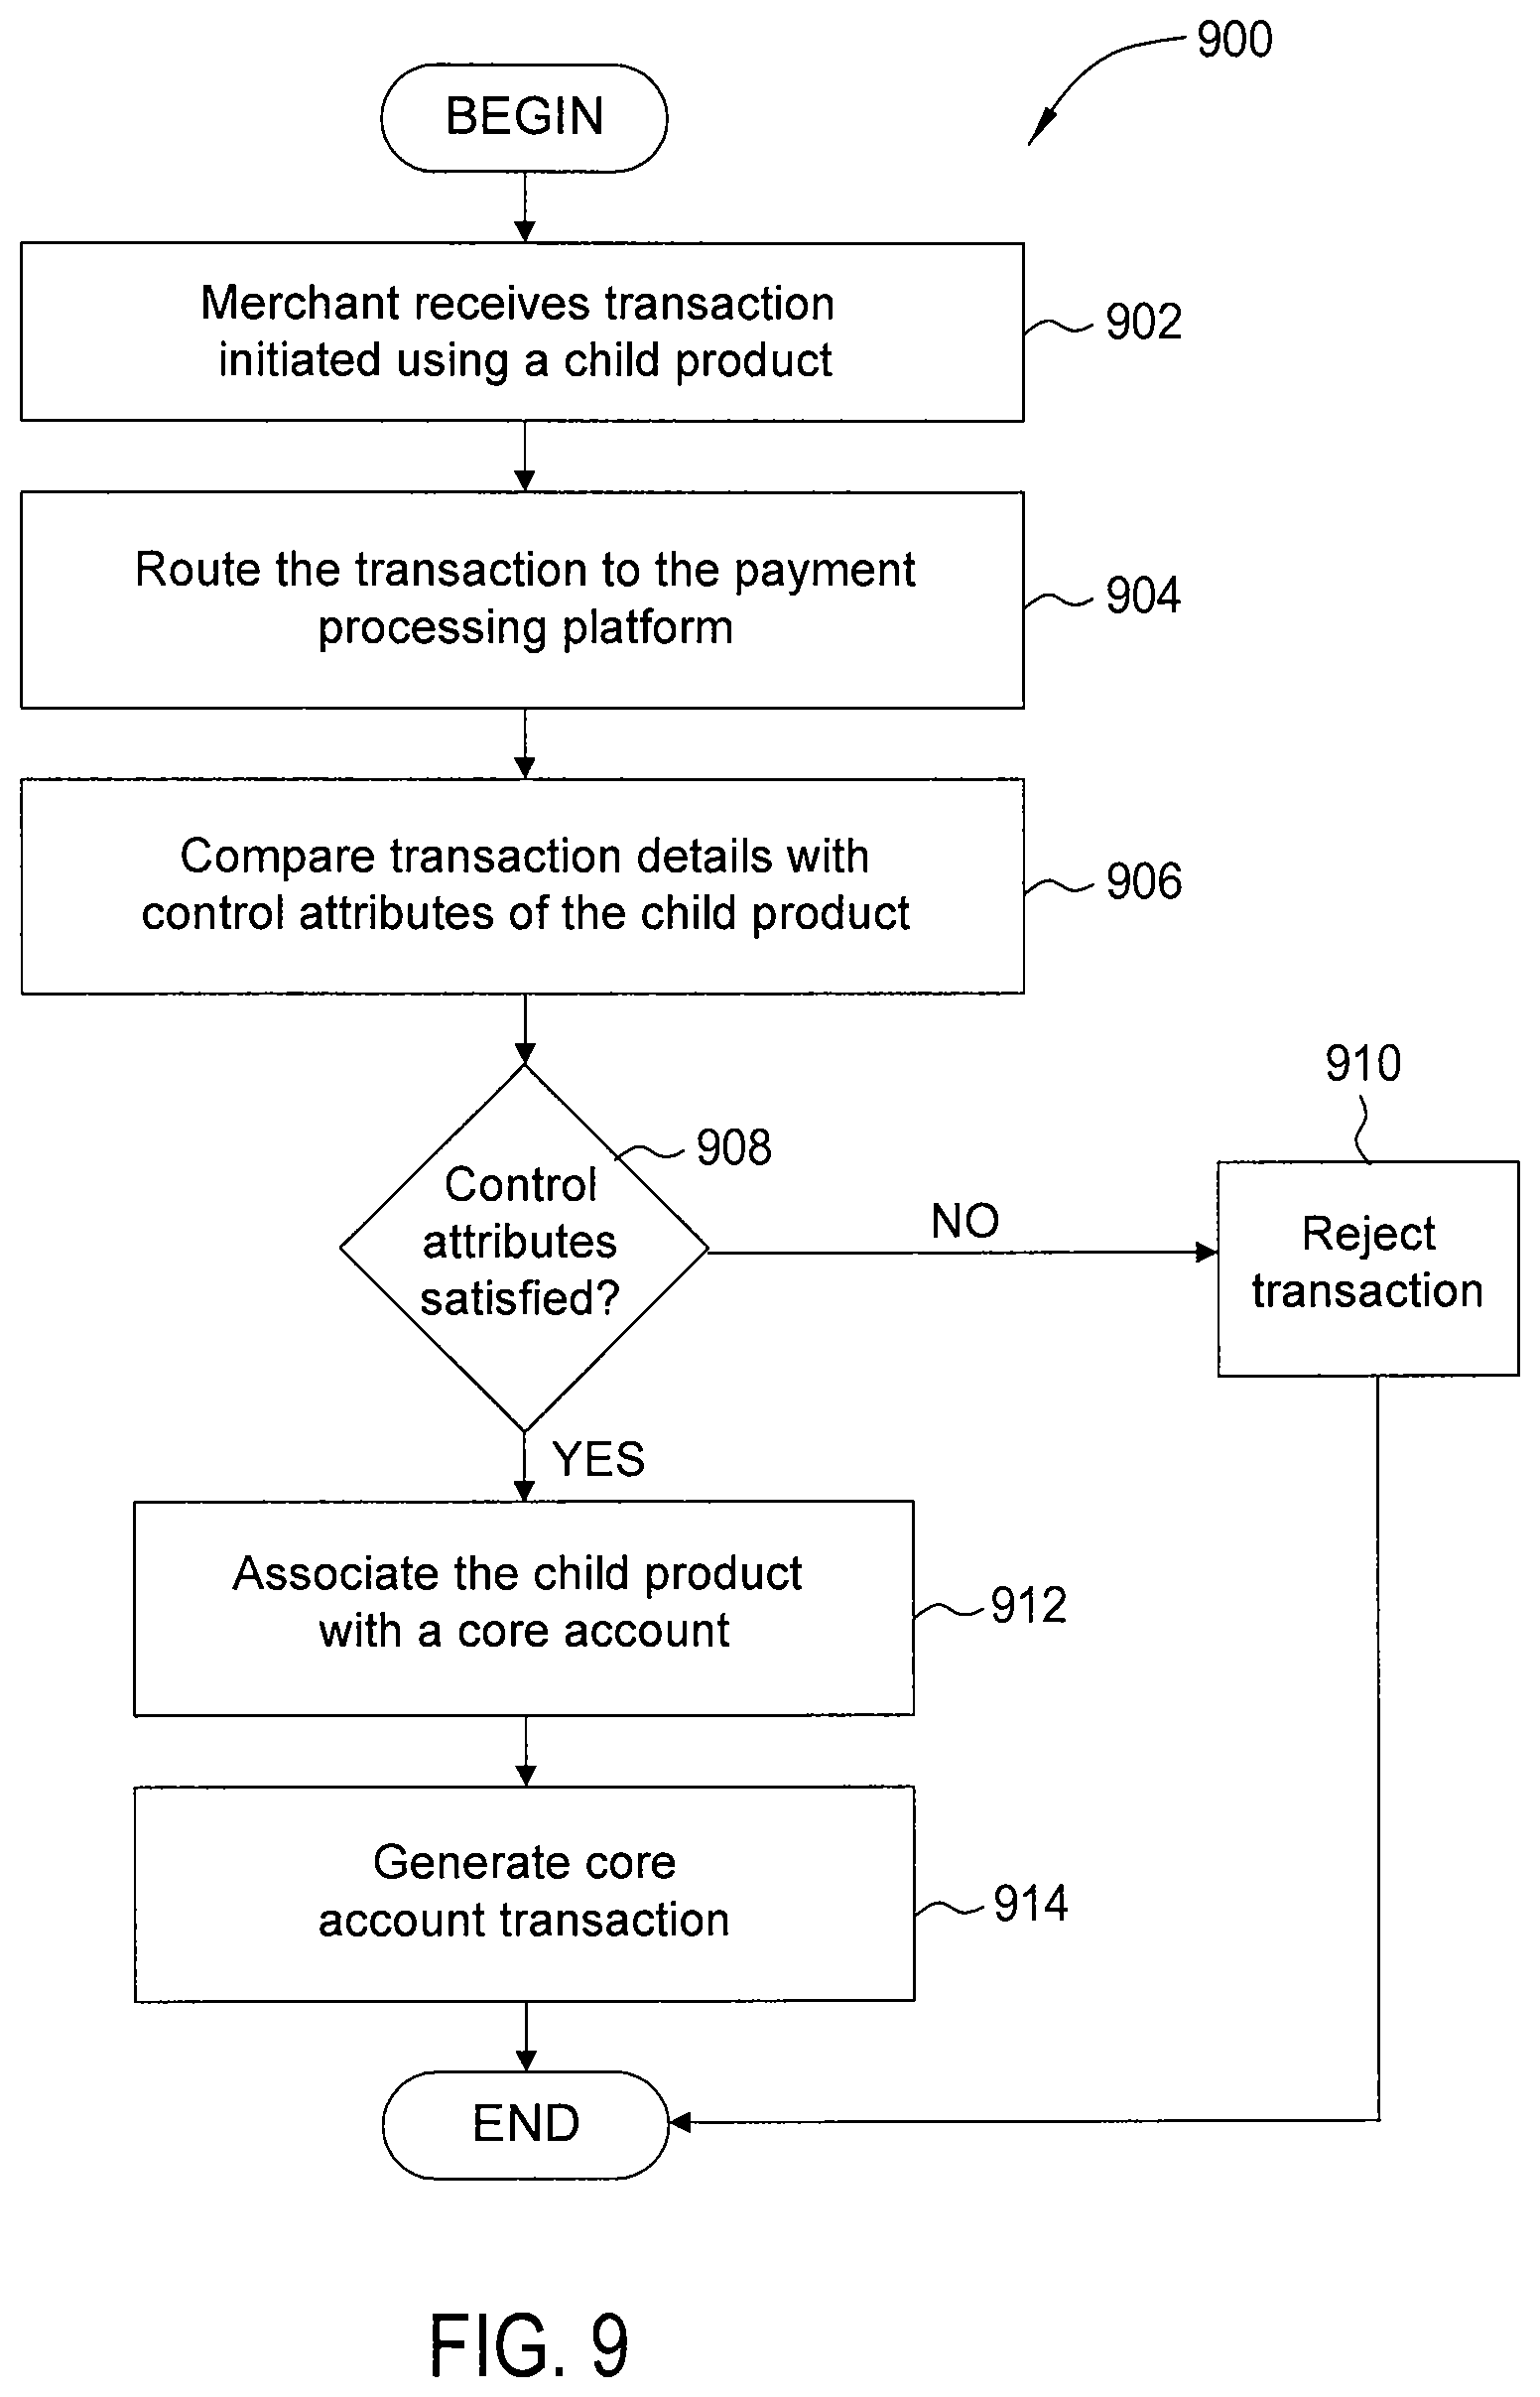 900
BEGIN
Merchant receives transaction
initiated using a child product
902
Route the transaction to the payment
processing platform
904
Compare transaction details with
control attributes of the child product
906
908
Control
attributes
satisfied?
NO
910
Reject
transaction
YES
Associate the child product
with a core account
912
Generate core
account transaction
914
END
FIG. 9